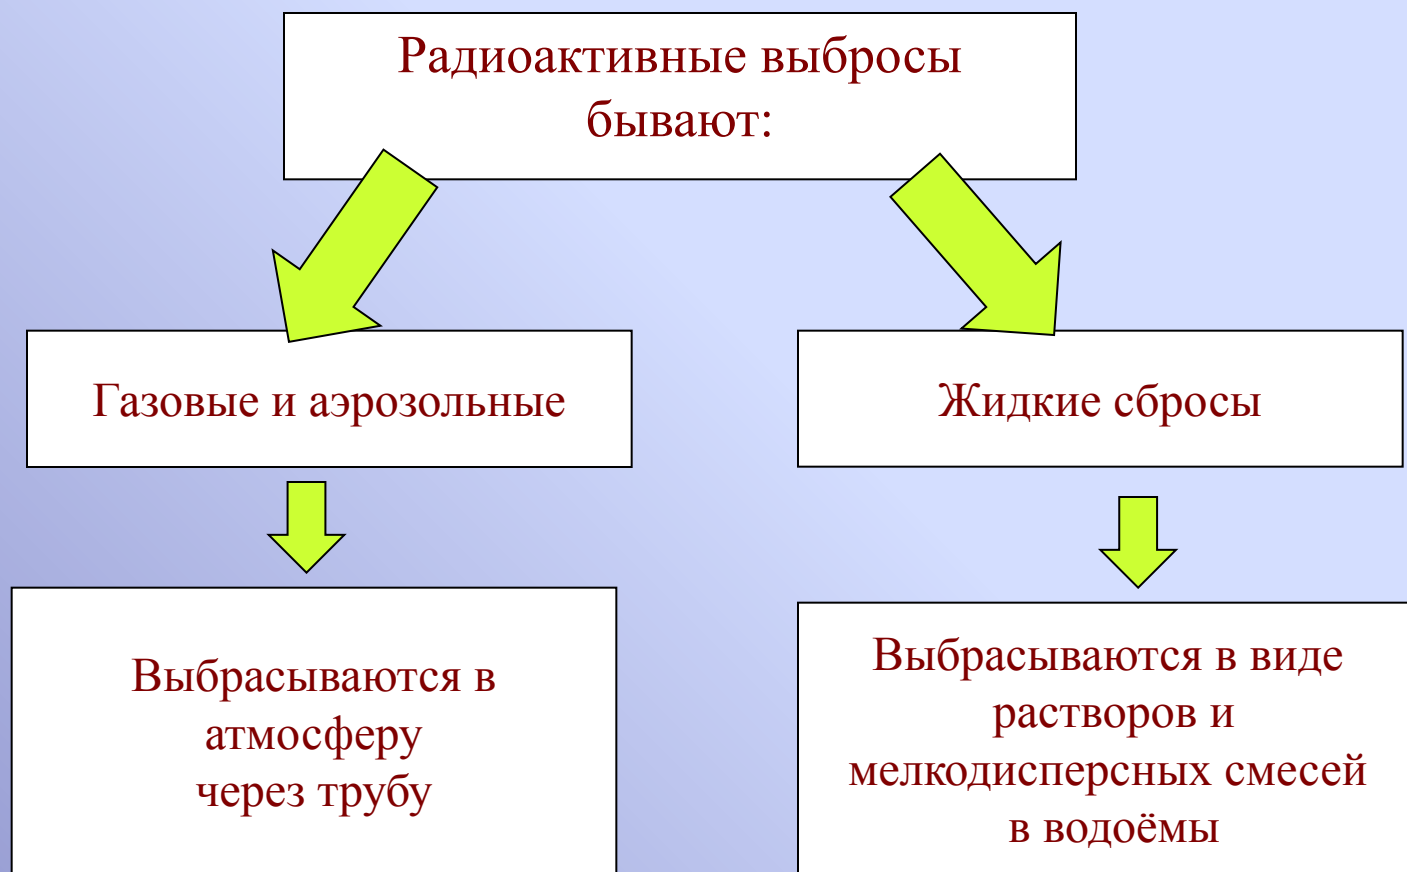 Радиоактивные выбросы
бывают:
Газовые и аэрозольные
Жидкие сбросы
Выбрасываются в
атмосферу
через трубу
Выбрасываются в виде
растворов и
мелкодисперсных смесей
в водоёмы